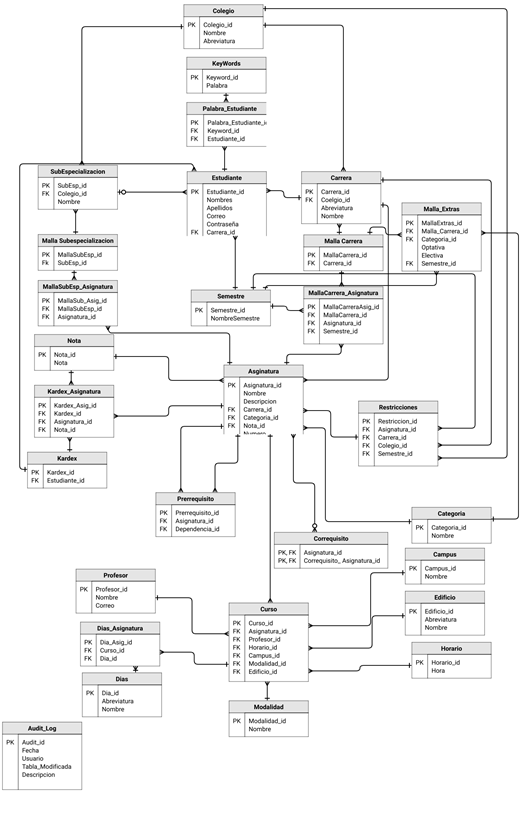 Colegio
PK Colegio_id
Nombre
Abreviatura
KeyWords
PK Keyword_id
Palabra
Palabra_Estudiante
PK Palabra_Estudiante_i
FK Keyword_id
FK Estudiante_id
SubEspecializacion
PK SubEsp_id
FK Colegio_id
Nombre
Estudiante
PK Estudiante_id
Nombres
Apellidos
Correo
Contraseña
FK Carrera_id
Carrera
PK Carrera_id
FK Coelgio_id
Abreviatura
Nombre
Malla_Extras
PK MallaExtras_id
FK Malla_Carrera_id
FK Categoria_id
Optativa
Electiva
FK Semestre_id
Malla Subespecializacion
PK MallaSubEsp_id
Fk SubEsp_id
Malla Carrera
PK MallaCarrera_id
FK Carrera_id
MallaSubEsp_Asignatura
PK MallaSub_Asig_id
FK MallaSubEsp_id
FK Asignatura_id
Semestre
PK Semestre_id
NombreSemestre
MallaCarrera_Asignatura
PK MallaCarreraAsig_id
FK MallaCarrera_id
FK Asignatura_id
FK Semestre_id
Nota
PK Nota_id
Nota
Asginatura
PK Asignatura_id
Nombre
Descripcion
FK Carrera_id
FK Categoria_id
FK Nota_id
Numero
Kardex_Asignatura
PK Kardex_Asig_id
FK Kardex_id
FK Asignatura_id
FK Nota_id
Restricciones
PK Restriccion_id
FK Asignatura_id
FK Carrera_id
FK Colegio_id
FK Semestre_id
Kardex
PK Kardex_id
FK Estudiante_id
Prerrequisito
PK Prerrequisito_id
FK Asignatura_id
FK Dependencia_id
Categoria
PK Categoria_id
Nombre
Correquisito
PK, FK Asignatura_id
PK, FK Correquisito_ Asignatura_id
Campus
PK Campus_id
Nombre
Profesor
PK Profesor_id
Nombre
Correo
Edificio
PK Edificio_id
Abreviatura
Nombre
Curso
PK Curso_id
FK Asignatura_id
FK Profesor_id
FK Horario_id
FK Campus_id
FK Modalidad_id
FK Edificio_id
Dias_Asignatura
PK Dia_Asig_id
FK Curso_id
FK Dia_id
Horario
PK Horario_id
Hora
Dias
PK Dia_id
Abreviatura
Nombre
Modalidad
PK Modalidad_id
Nombre
Audit_Log
PK Audit_id
Fecha
Usuario
Tabla_Modificada
Descripcion